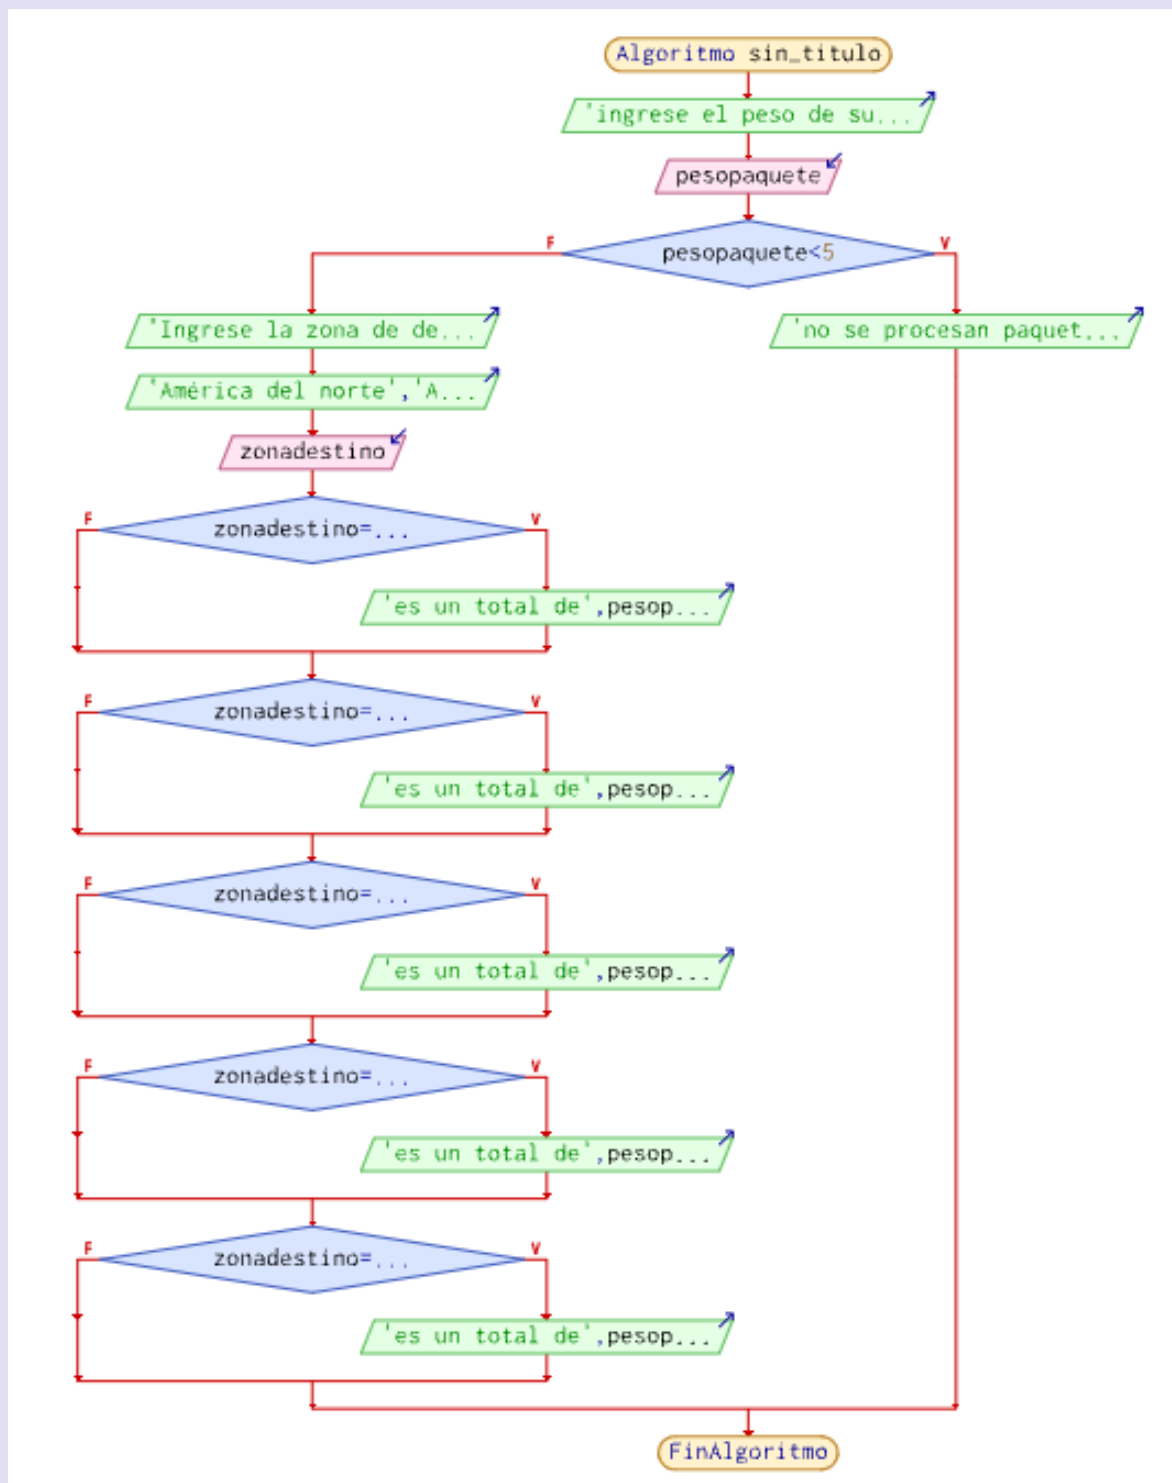 Algoritmo sin_titulo
'ingrese el peso de su...
pesopaquete
pesopaquete<5
F
V
'Ingrese la zona de de...
'no se procesan paquet...
'América del norte','A...
zonadestino
F
zonadestino=...
V
'es un total de',pesop...
F
zonadestino=...
V
'es un total de',pesop...
F
zonadestino=...
V
'es un total de',pesop...
F
zonadestino=...
V
'es un total de',pesop...
F
zonadestino=...
V
'es un total de',pesop...
FinAlgoritmo